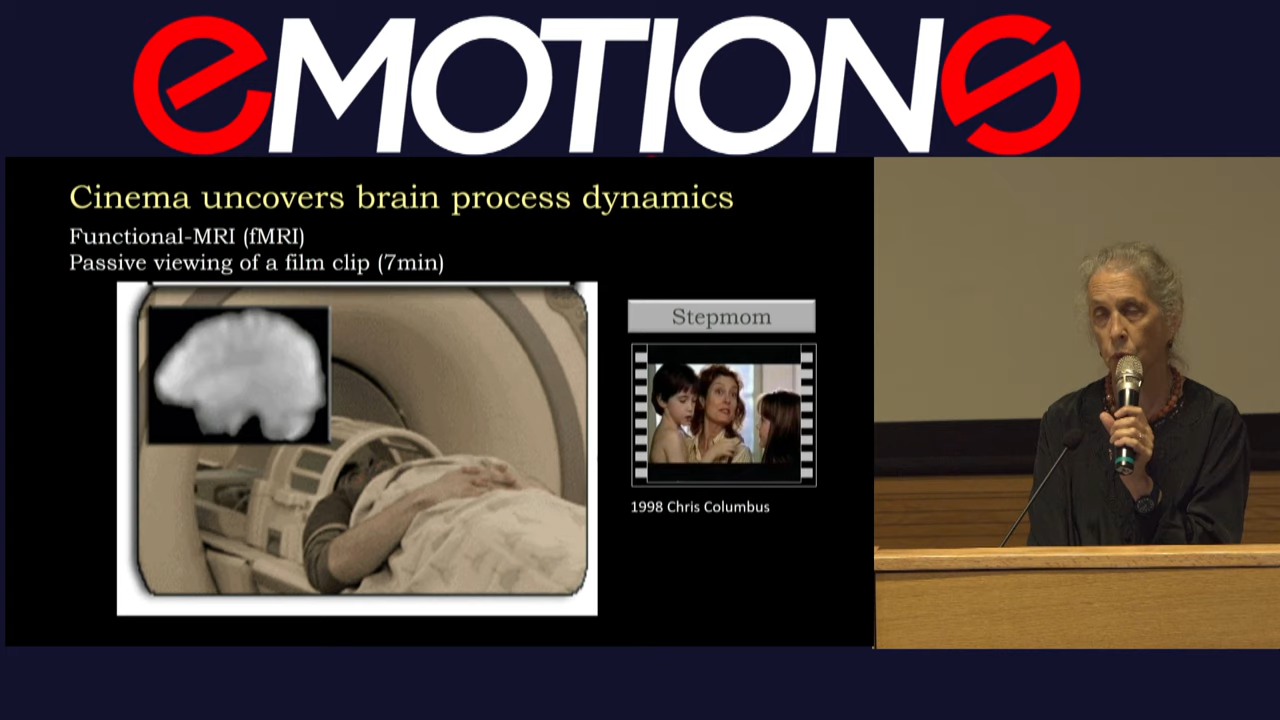 eMOTIONS
Cinema uncovers brain process dynamics
Functional-MRI (fMRI)
Passive viewing of a film clip (7min)
Stepmom
1998 Chris Columbus